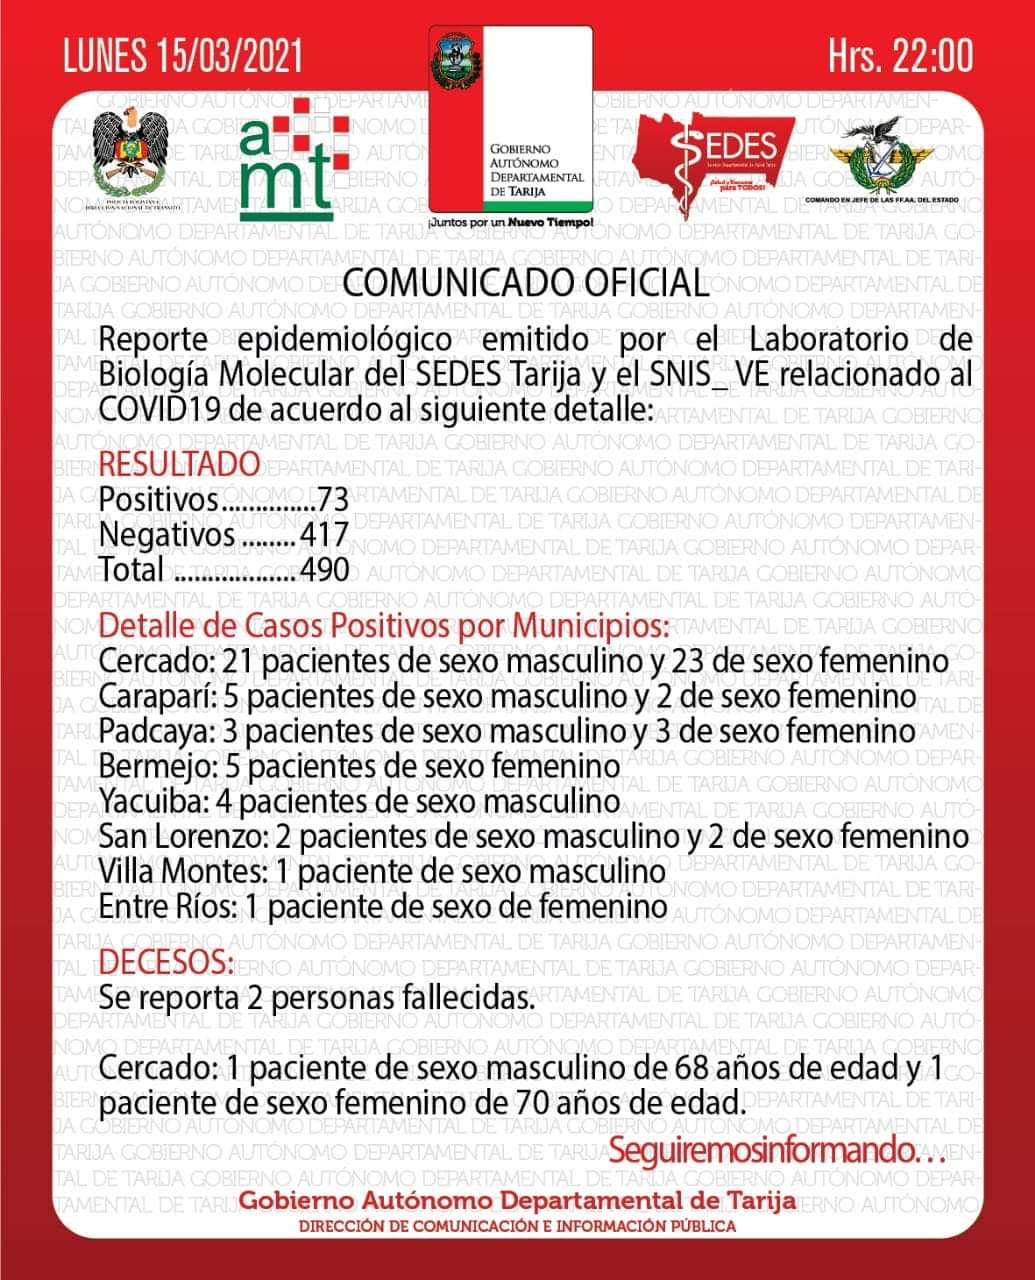 LUNES 15/03/2021
Hrs. 22:00
POLICIA BOLIVIANA
DIRECCION NACIONAL DE TRANSITO
amt
GOBIERNO
AUTÓNOMO
DEPARTAMENTAL
DE TARIJA
¡Juntos por un Nuevo Tiempo!
SEDES
Servicio Departamental de Salud Tarija
¡Salud y Bienestar
para TODOS!
COMANDO EN JEFE DE LAS FF.AA. DEL ESTADO
COMUNICADO OFICIAL
Reporte epidemiológico emitido por el Laboratorio de
Biología Molecular del SEDES Tarija y el SNIS_VE relacionado al
COVID19 de acuerdo al siguiente detalle:
RESULTADO
Positivos..............73
Negativos ........417
Total ..................490
Detalle de Casos Positivos por Municipios:
Cercado: 21 pacientes de sexo masculino y 23 de sexo femenino
Caraparí: 5 pacientes de sexo masculino y 2 de sexo femenino
Padcaya: 3 pacientes de sexo masculino y 3 de sexo femenino
Bermejo: 5 pacientes de sexo femenino
Yacuiba: 4 pacientes de sexo masculino
San Lorenzo: 2 pacientes de sexo masculino y 2 de sexo femenino
Villa Montes: 1 paciente de sexo masculino
Entre Ríos: 1 paciente de sexo de femenino
DECESOS:
Se reporta 2 personas fallecidas.
Cercado: 1 paciente de sexo masculino de 68 años de edad y 1
paciente de sexo femenino de 70 años de edad.
Seguiremosinformando…
Gobierno Autónomo Departamental de Tarija
DIRECCIÓN DE COMUNICACIÓN E INFORMACIÓN PÚBLICA